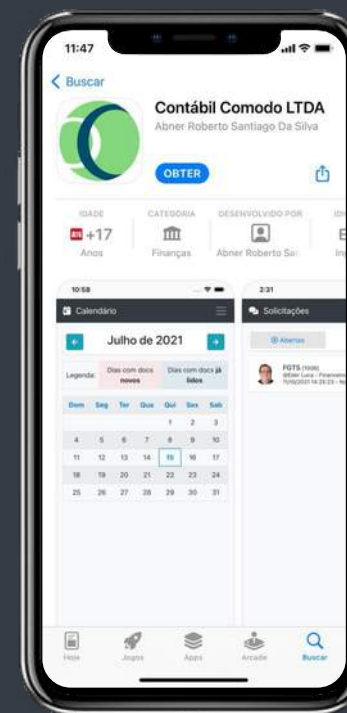 11:47
Buscar
Contábil Comodo LTDA
Abner Roberto Santiago Da Silva
OBTER
IDADE
+17
Anos
CATEGORIA
Finanças
DESENVOLVIDO POR
Abner Roberto Sa
10:58
Calendário
Julho de 2021
Legenda:
Dias com docs novos
Dias com docs já lidos
Dom Seg Ter Qua Qui Sex Sab
1 2 3
4 5 6 7 8 9 10
11 12 13 14 15 16 17
18 19 20 21 22 23 24
25 26 27 28 29 30 31
2:31
Solicitações
Abertas
FGTS
Hoje
Jogos
Apps
Arcade
Buscar